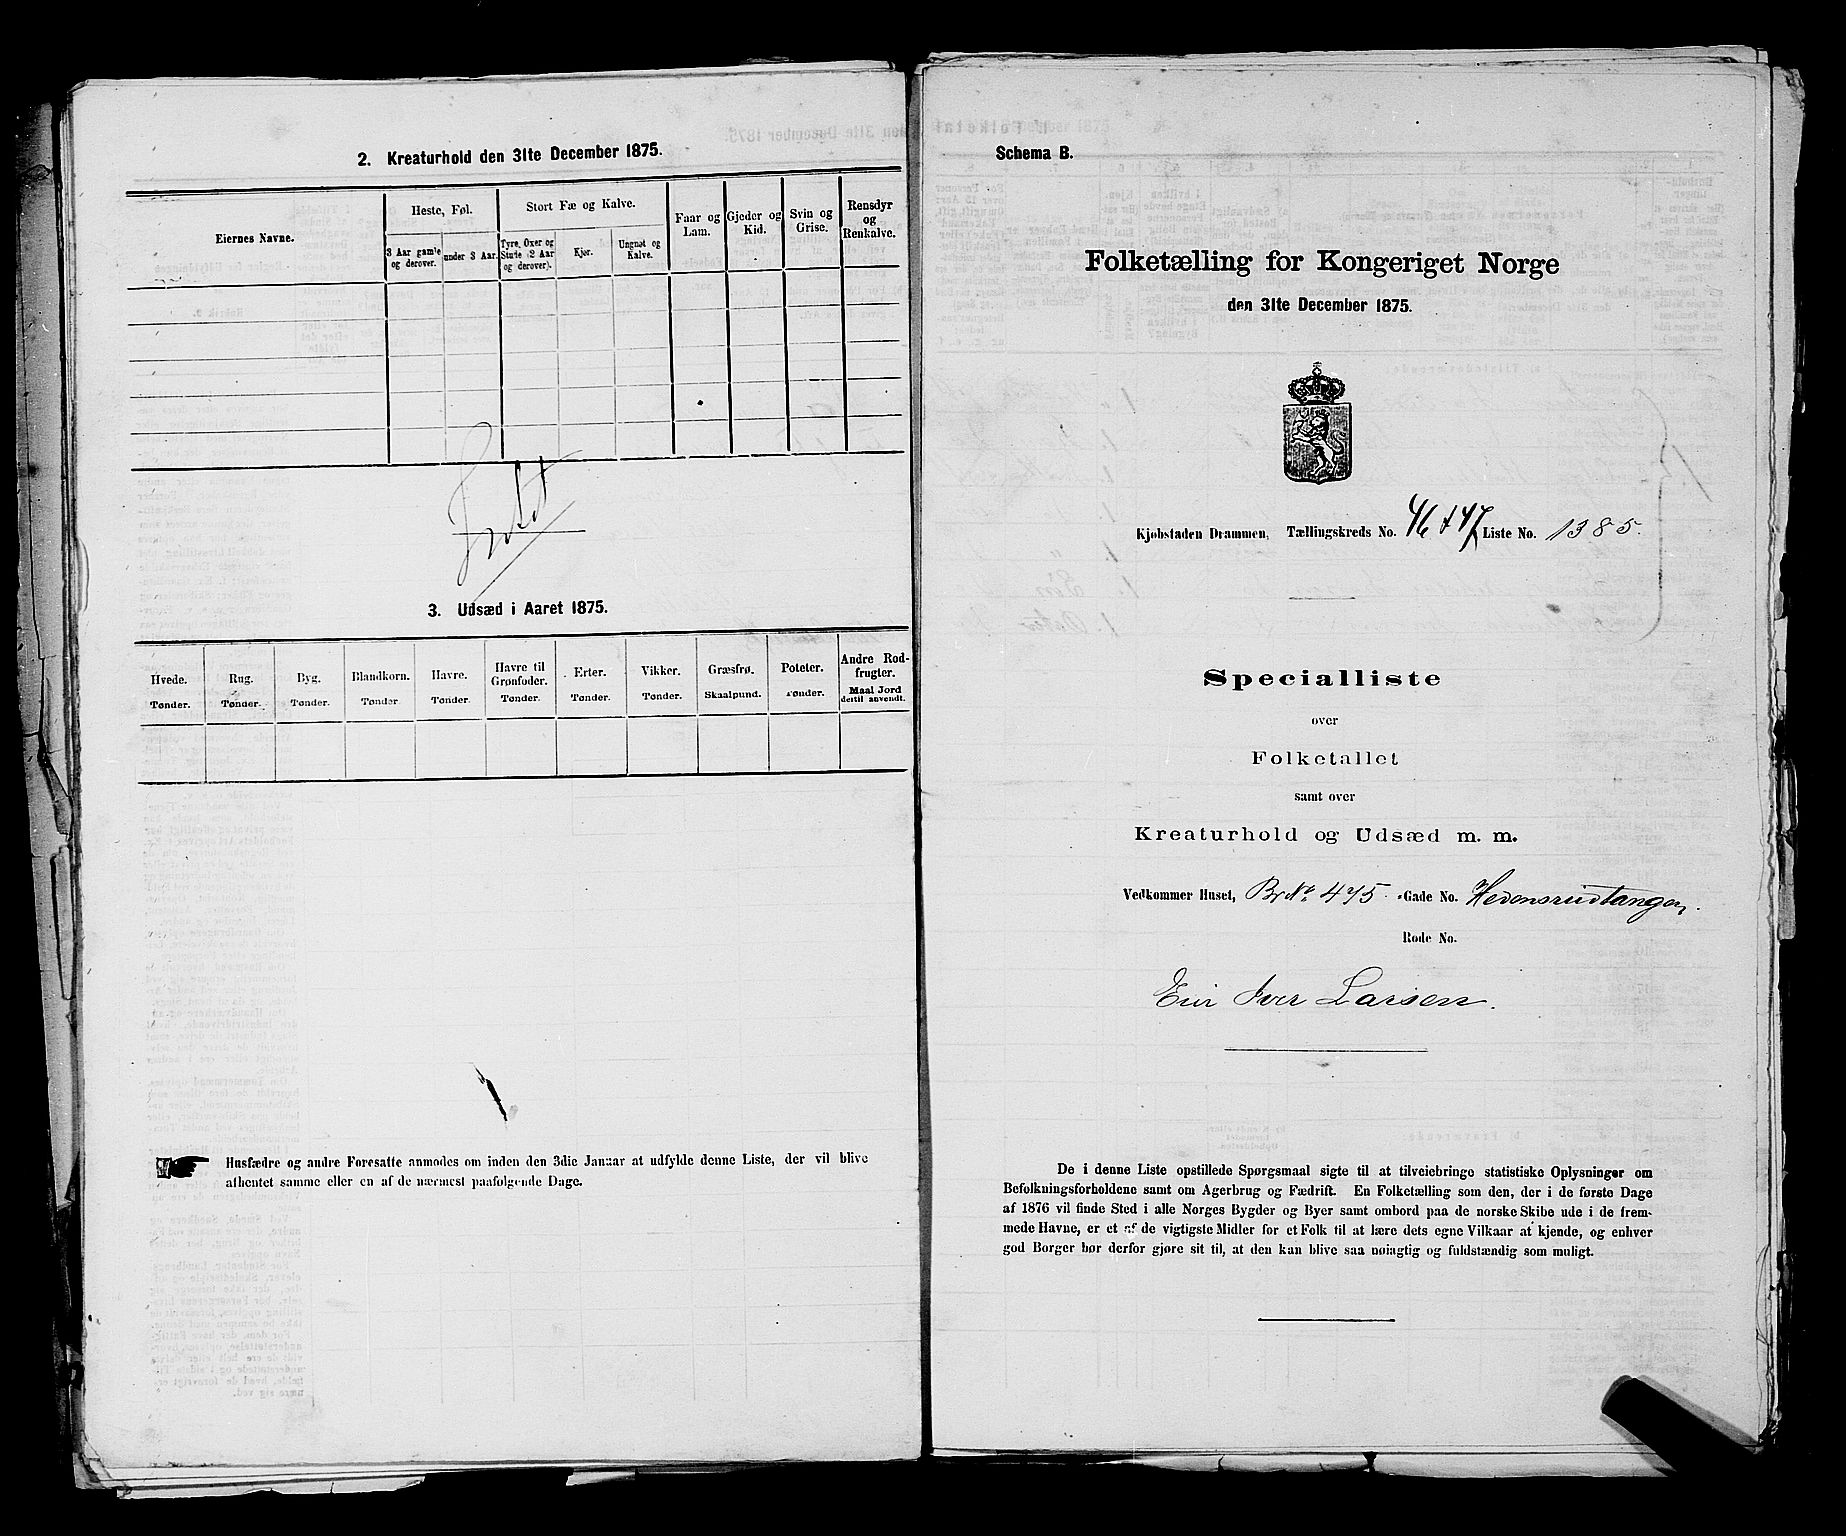 2. Kreaturhold den 31te December 1875.
Eiernes Navne.
Heste, Føl.
3 Aar gamle og derover.
under 3 Aar.
Stort Fæ og Kalve.
Tyre, Oxer og Stude (2 Aar og derover).
Kjør.
Ungnøt og Kalve.
Faar og Lam.
Gjeder og Kid.
Svin og Grise.
Rensdyr og Renkalve.
3. Udsæd i Aaret 1875.
Hvede. Tønder.
Rug. Tønder.
Byg. Tønder.
Blandkorn. Tønder
Havre. Tønder.
Havre til Grønfoder. Tønder.
Erter. Tønder.
Vikker. Tønder.
Græsfrø. Skaalpund.
Poteter. Tønder.
Andre Rodfrugter. Maal Jord dertil anvendt.
Husfædre og andre Foresatte anmodes om inden den 3die Januar at udfylde denne Liste, der vil blive
afhentet samme eller en af de nærmest paafølgende Dage.
Schema B.
Folketælling for Kongeriget Norge
den 31te December 1875.
Kjøbstaden Drammen, Tællingskreds No. 46 + 47 Liste No. 1385.
Specialliste
over
Folketallet
samt over
Kreaturhold og Udsæd m. m.
Vedkommer Huset, Br No 475 - Gade No. Hedensrudtangen.
Rode No.
Eier Iver Larsen.
De i denne Liste opstillede Spørgsmaal sigte til at tilveiebringe statistiske Oplysninger om
Befolkningsforholdene samt om Agerbrug og Fædrift. En Folketælling som den, der i de første Dage
af 1876 vil finde Sted i alle Norges Bygder og Byer samt ombord paa de norske Skibe ude i de frem-
mede Havne, er et af de vigtigste Midler for et Folk til at lære dets egne Vilkaar at kjende, og enhver
god Borger bør derfor gjøre sit til, at den kan blive saa nøiagtig og fuldstændig som muligt.